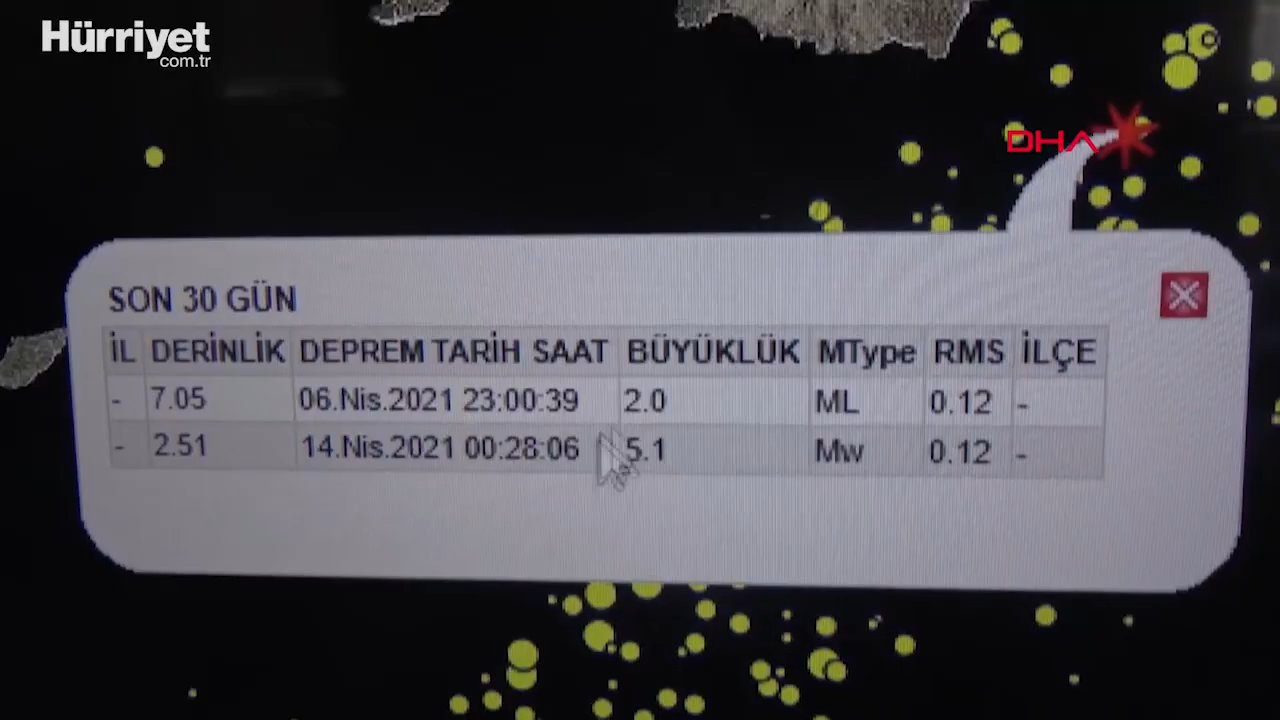 Hürriyet
com.tr
DHA
SON 30 GÜN
İL DERİNLİK DEPREM TARİH SAAT BÜYÜKLÜK MType RMS İLÇE
- 7.05 06.Nis.2021 23:00:39 2.0 ML 0.12 -
- 2.51 14.Nis.2021 00:28:06 5.1 Mw 0.12 -